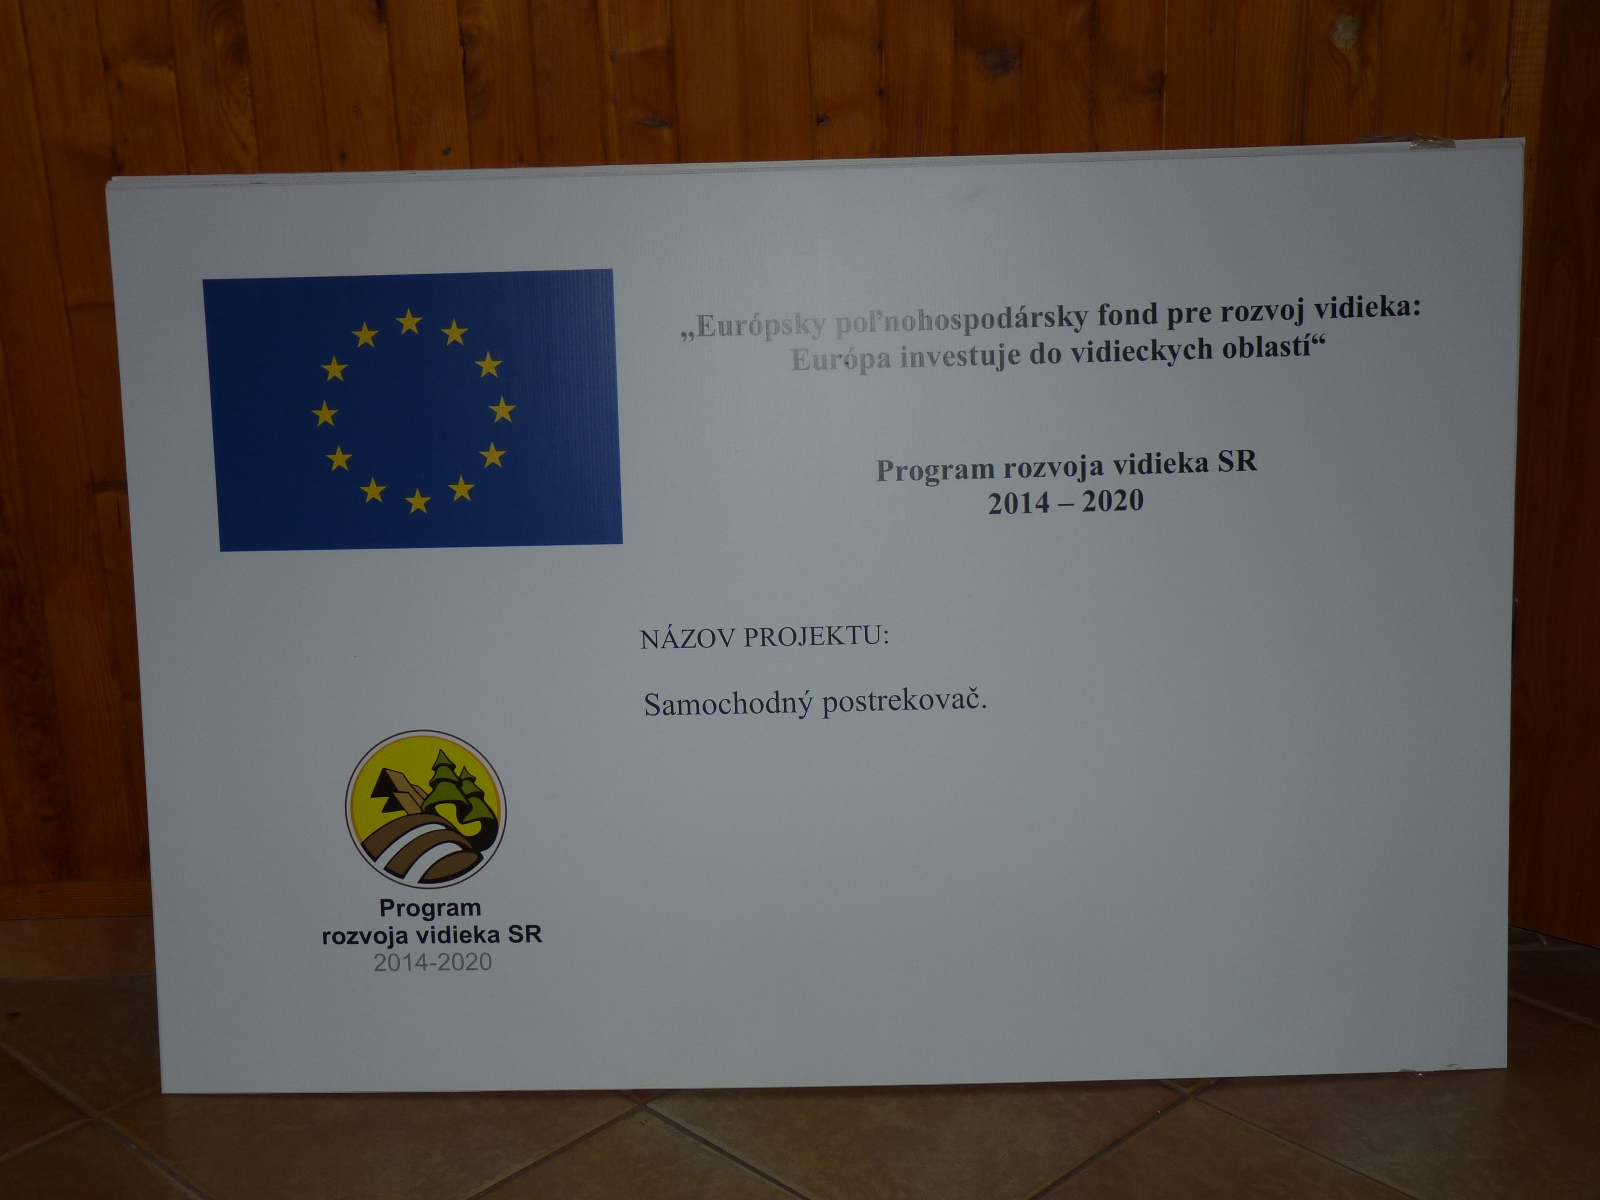 „Európsky poľnohospodársky fond pre rozvoj vidieka:
Európa investuje do vidieckych oblastí“
Program rozvoja vidieka SR
2014 – 2020
NÁZOV PROJEKTU:
Samochodný postrekovač.
Program
rozvoja vidieka SR
2014-2020